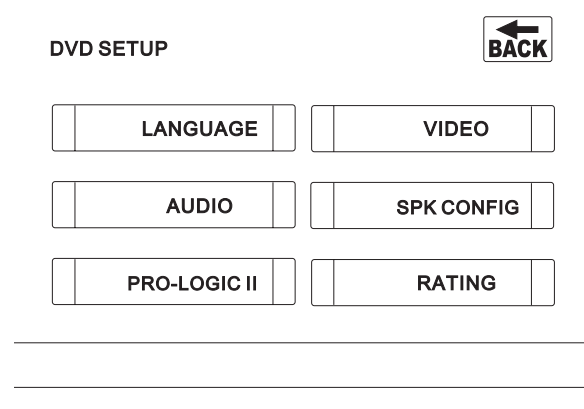 DVD SETUP
BACK
LANGUAGE
VIDEO
AUDIO
SPK CONFIG
PRO-LOGIC II
RATING